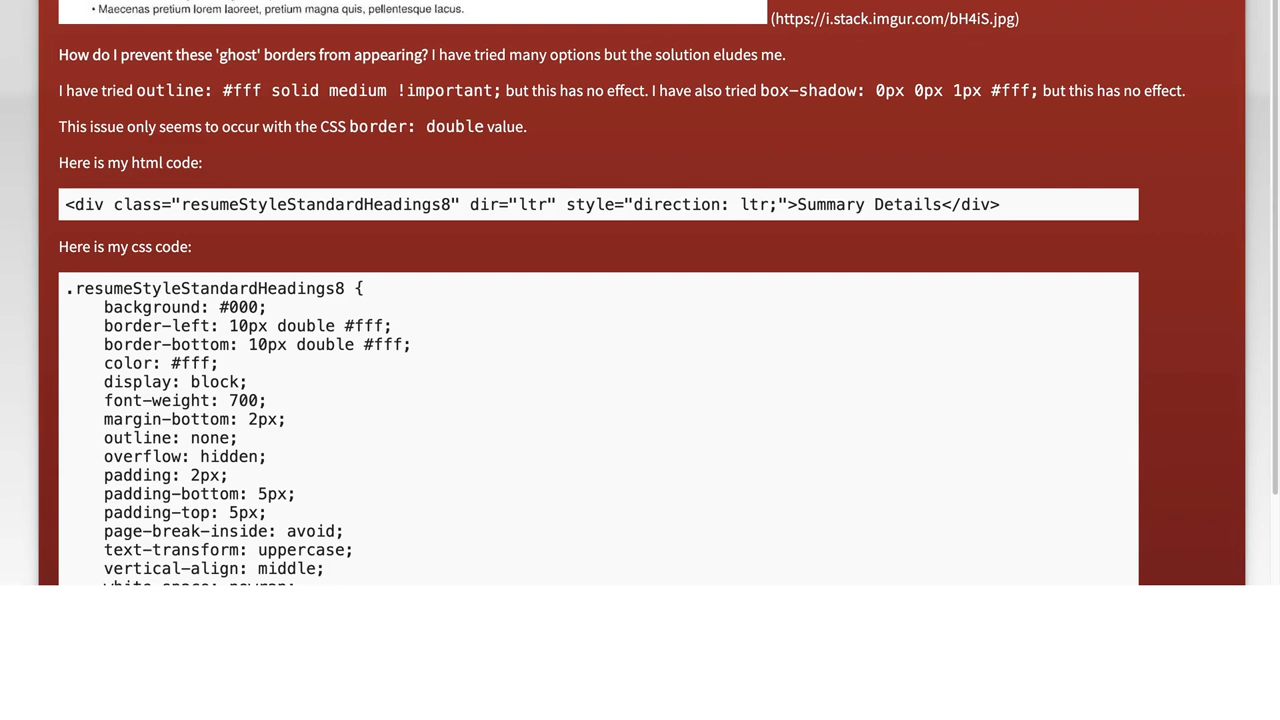 • Maecenas pretium lorem laoreet, pretium magna quis, pellentesque lacus.
(https://i.stack.imgur.com/bH4iS.jpg)
How do I prevent these 'ghost' borders from appearing? I have tried many options but the solution eludes me.
I have tried outline: #fff solid medium !important; but this has no effect. I have also tried box-shadow: 0px 0px 1px #fff; but this has no effect.
This issue only seems to occur with the CSS border: double value.
Here is my html code:
<div class="resumeStyleStandardHeadings8" dir="ltr" style="direction: ltr;">Summary Details</div>
Here is my css code:
.resumeStyleStandardHeadings8 {
background: #000;
border-left: 10px double #fff;
border-bottom: 10px double #fff;
color: #fff;
display: block;
font-weight: 700;
margin-bottom: 2px;
outline: none;
overflow: hidden;
padding: 2px;
padding-bottom: 5px;
padding-top: 5px;
page-break-inside: avoid;
text-transform: uppercase;
vertical-align: middle;